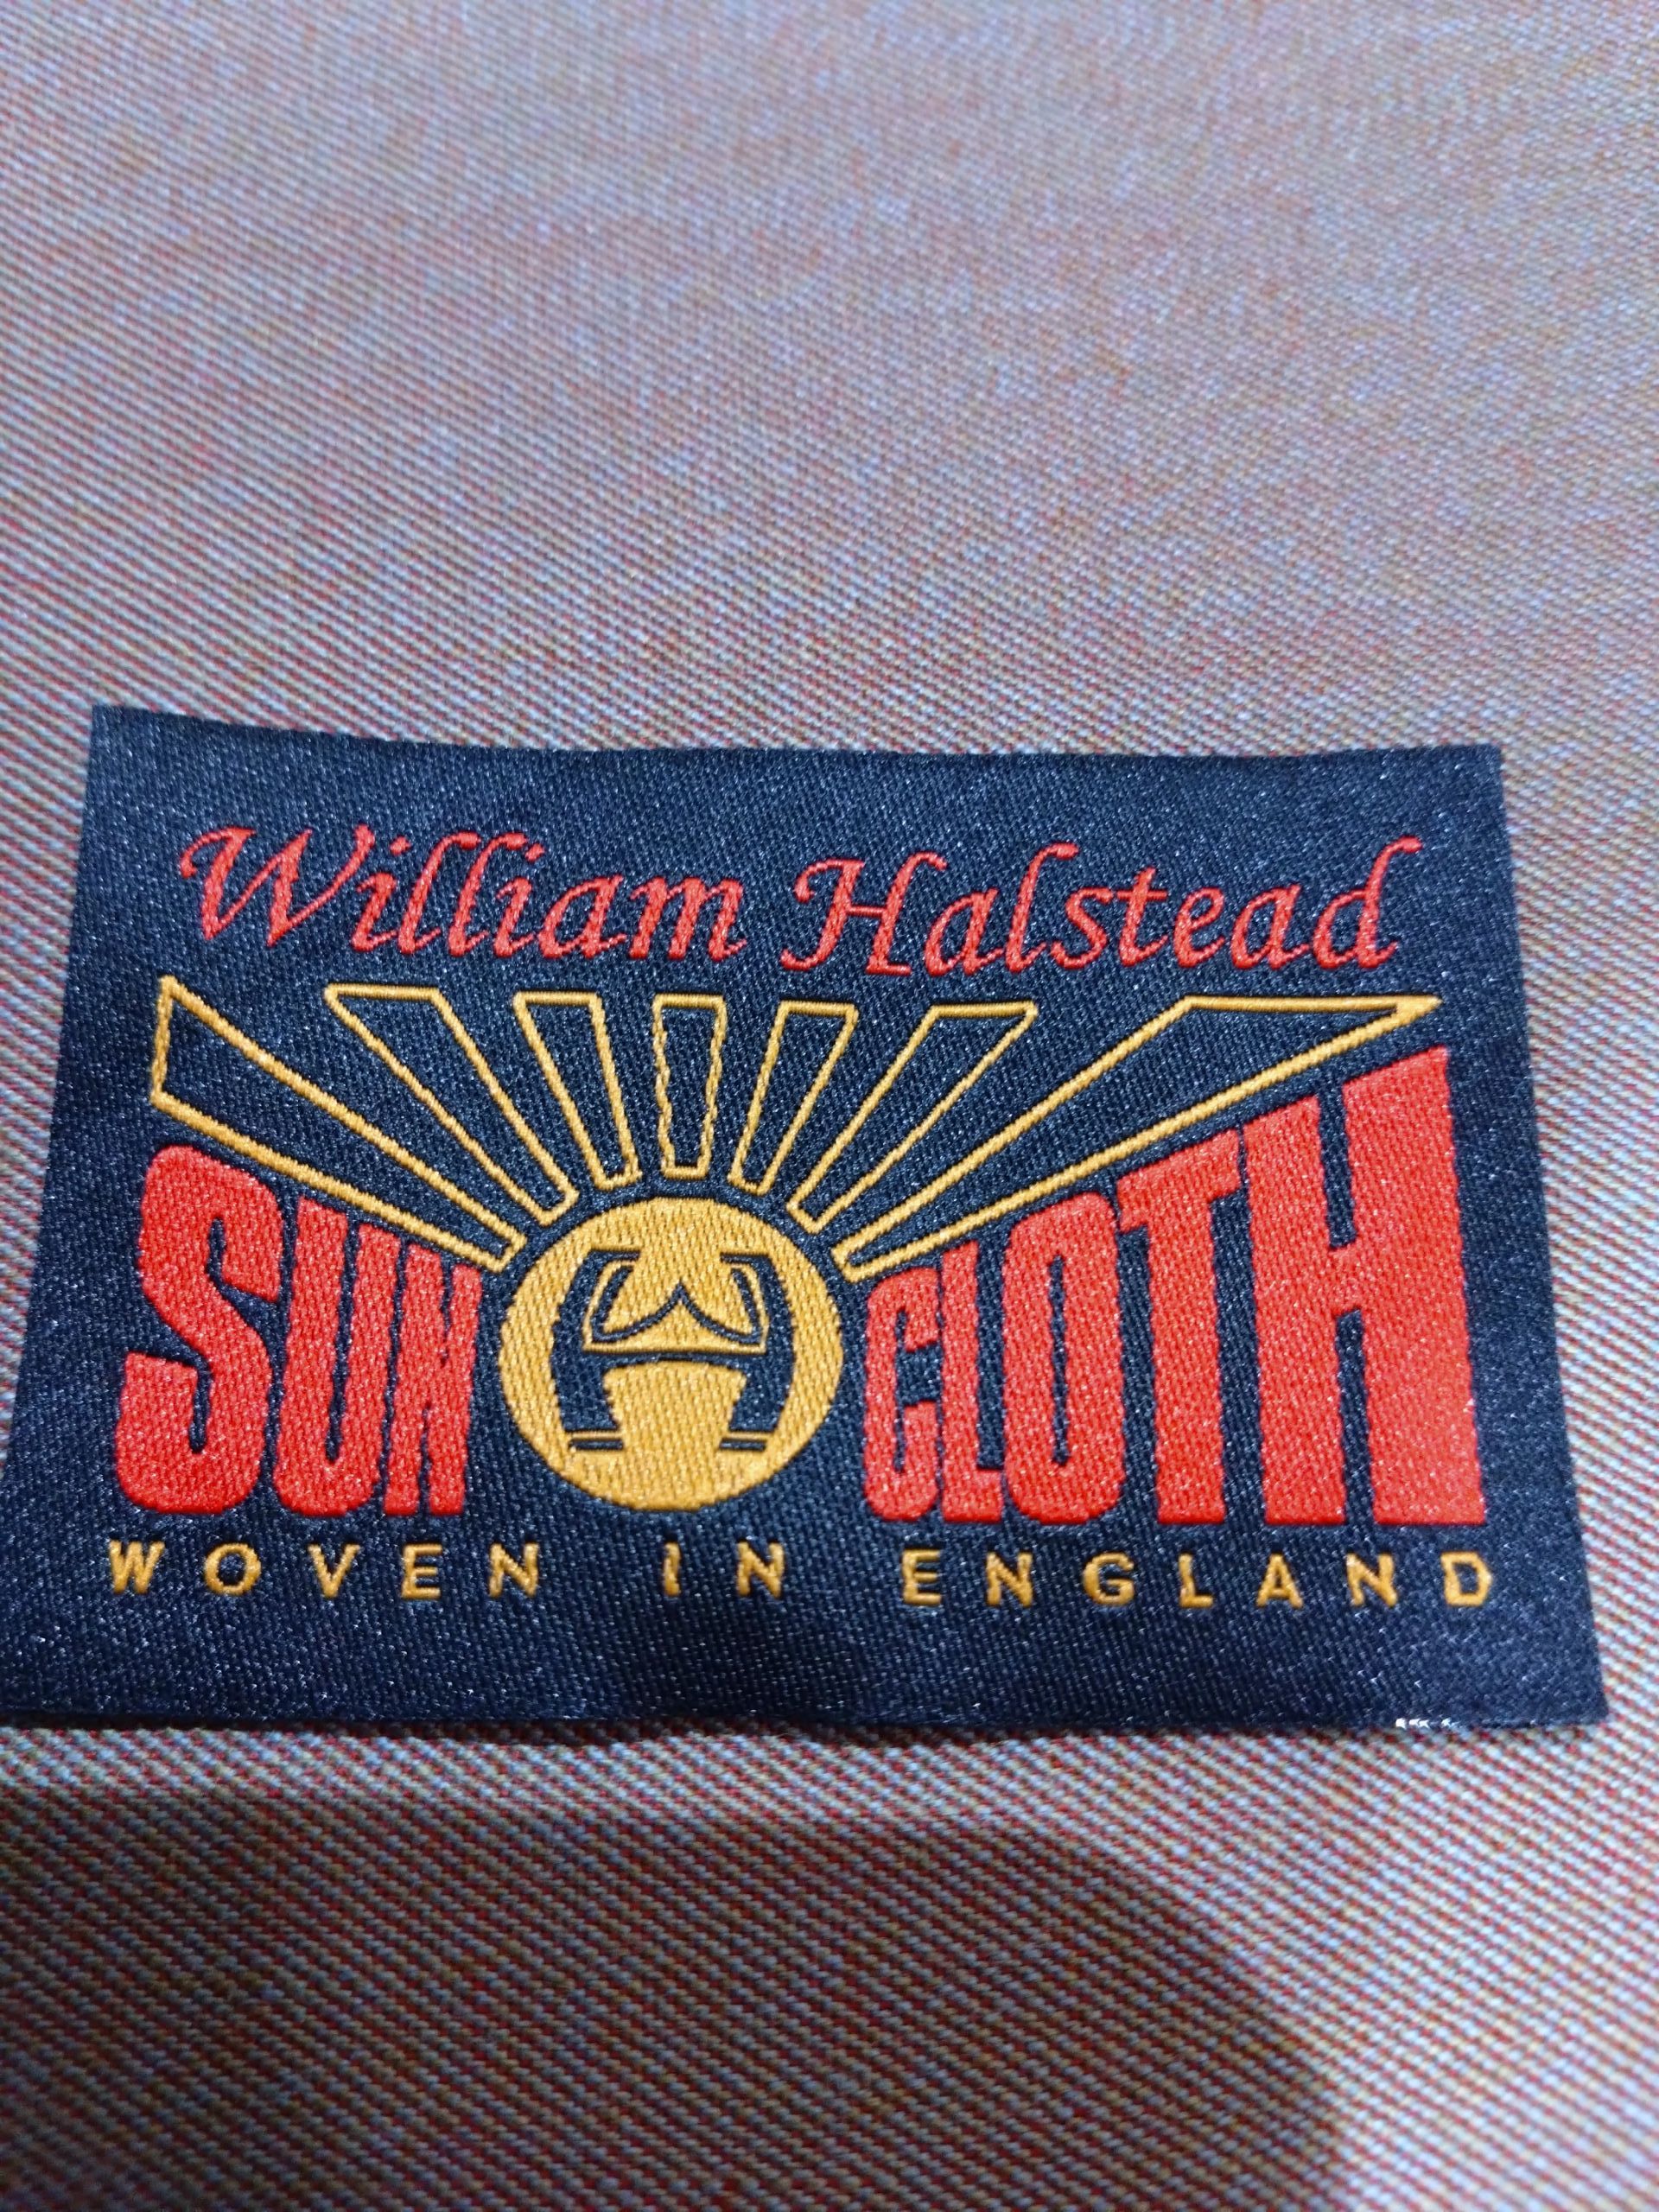 William Halstead
SUN CLOTH
WOVEN IN ENGLAND